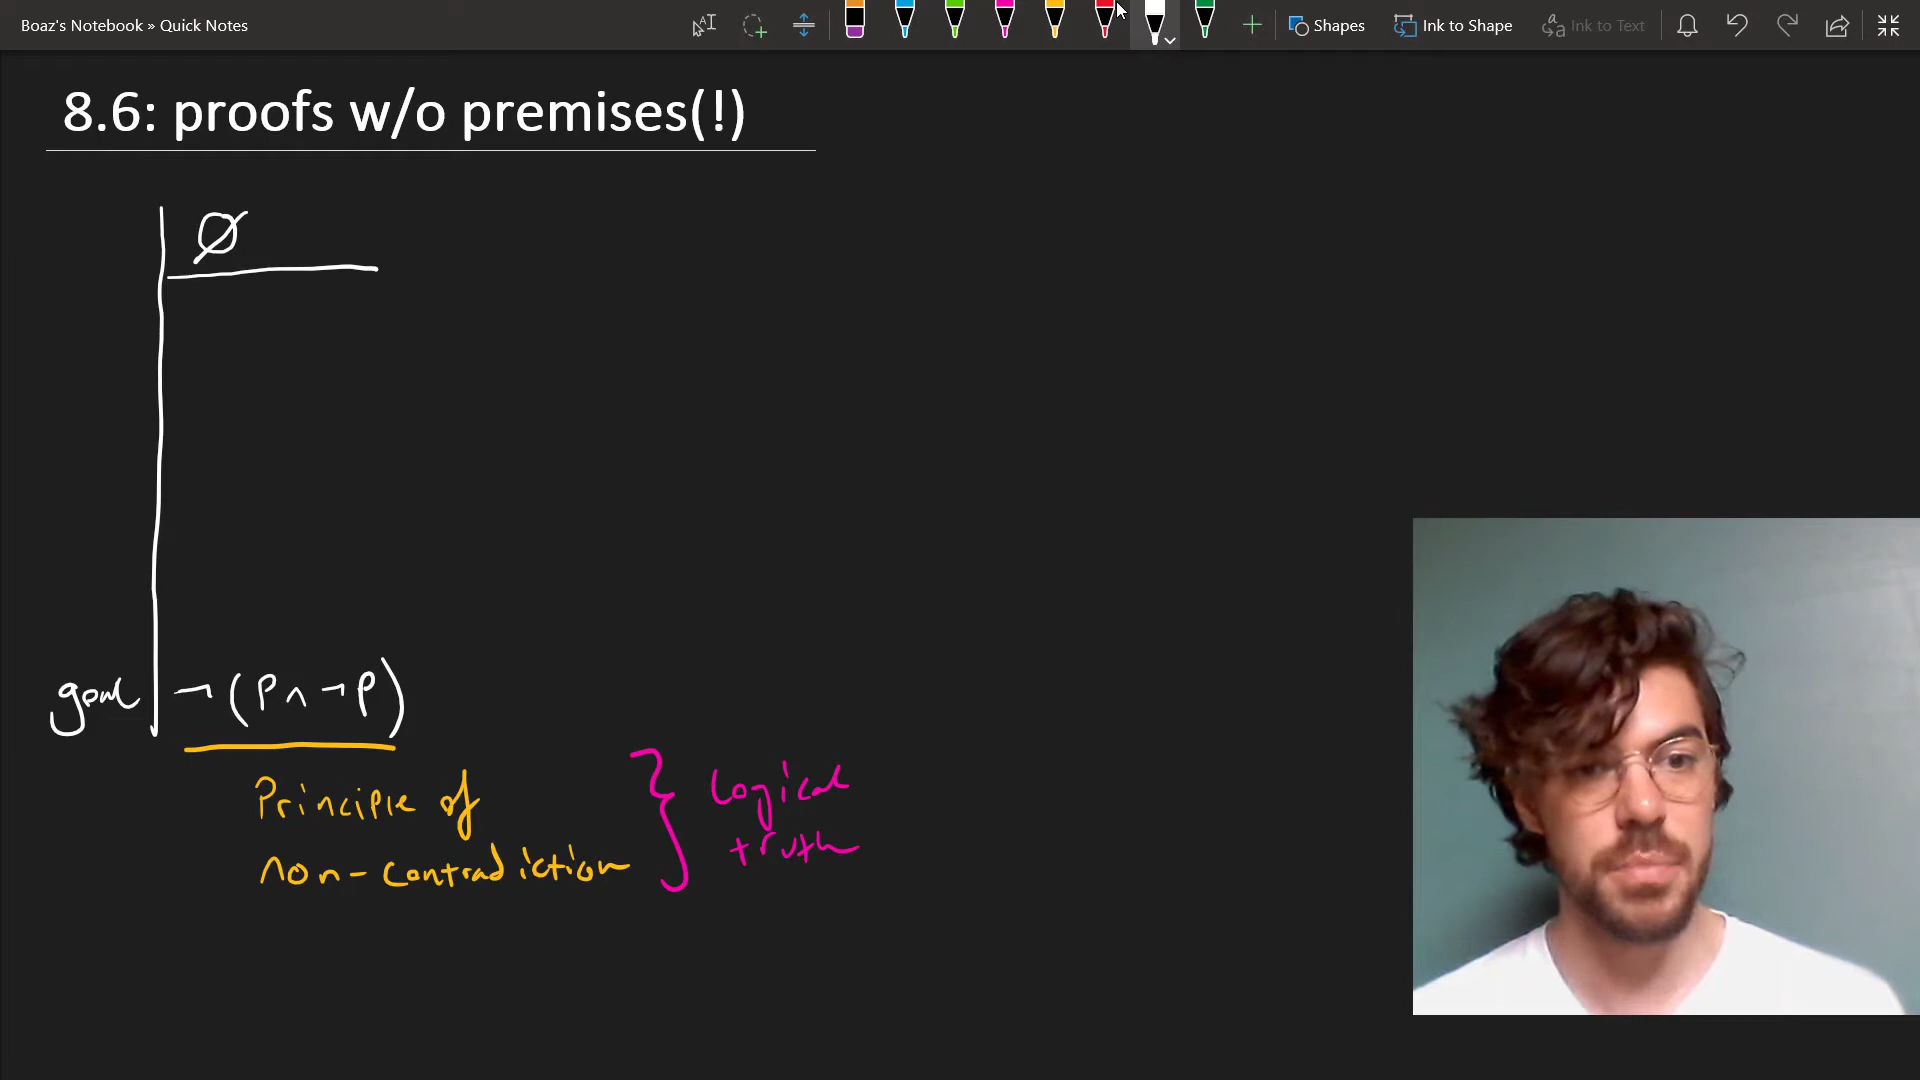 Boaz's Notebook » Quick Notes
Shapes
Ink to Shape
Ink to Text
8.6: proofs w/o premises(!)
∅
goal ¬(P∧¬P)
Principle of
non-contradiction
Logical
truth